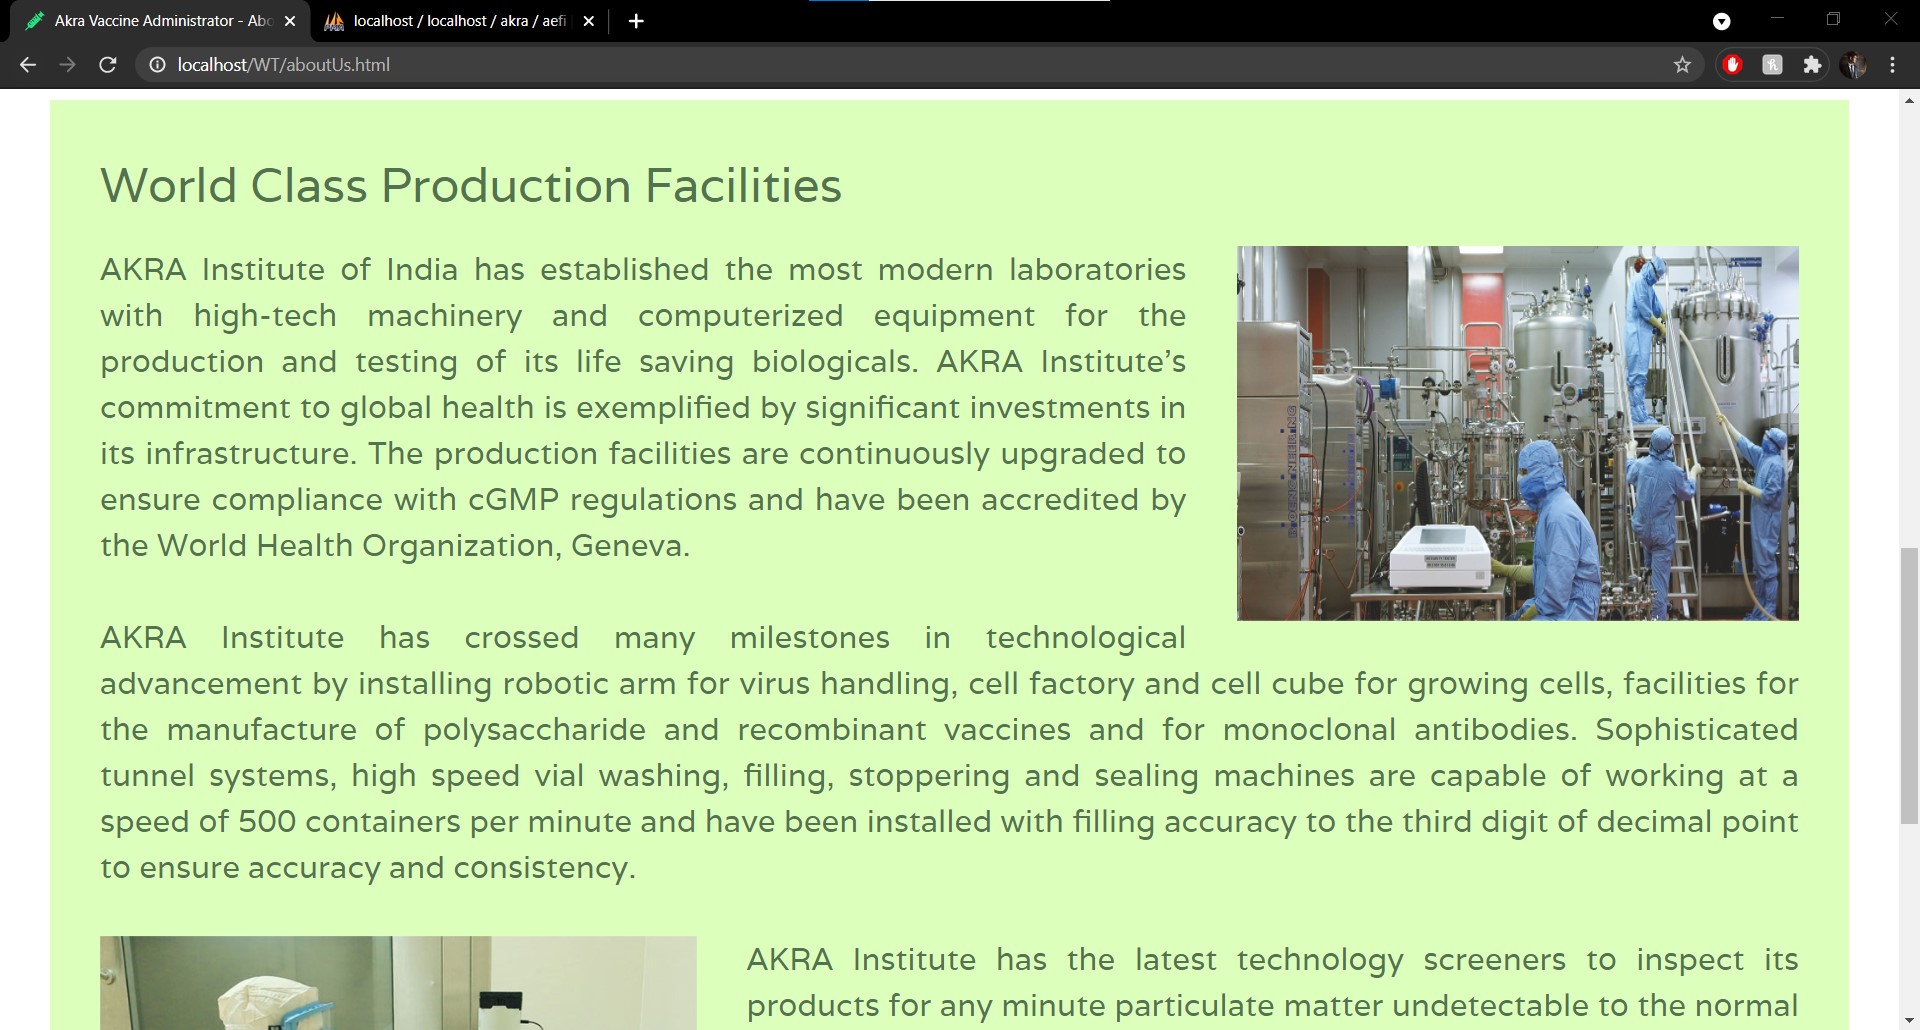 Akra Vaccine Administrator - Abo
localhost / localhost / akra / aefi
localhost/WT/aboutUs.html
World Class Production Facilities
AKRA Institute of India has established the most modern laboratories
with high-tech machinery and computerized equipment for the
production and testing of its life saving biologicals. AKRA Institute’s
commitment to global health is exemplified by significant investments in
its infrastructure. The production facilities are continuously upgraded to
ensure compliance with cGMP regulations and have been accredited by
the World Health Organization, Geneva.
BIOENGINEERING
AKRA Institute has crossed many milestones in technological
advancement by installing robotic arm for virus handling, cell factory and cell cube for growing cells, facilities for
the manufacture of polysaccharide and recombinant vaccines and for monoclonal antibodies. Sophisticated
tunnel systems, high speed vial washing, filling, stoppering and sealing machines are capable of working at a
speed of 500 containers per minute and have been installed with filling accuracy to the third digit of decimal point
to ensure accuracy and consistency.
AKRA Institute has the latest technology screeners to inspect its
products for any minute particulate matter undetectable to the normal